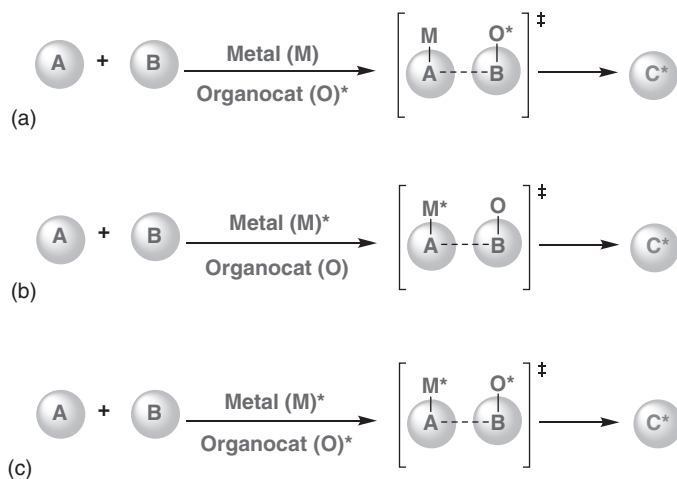 M O*
A + B Metal (M) A B ‡ C*
Organocat (O)*
(a)
M* O
A + B Metal (M)* A B ‡ C*
Organocat (O)
(b)
M* O*
A + B Metal (M)* A B ‡ C*
Organocat (O)*
(c)